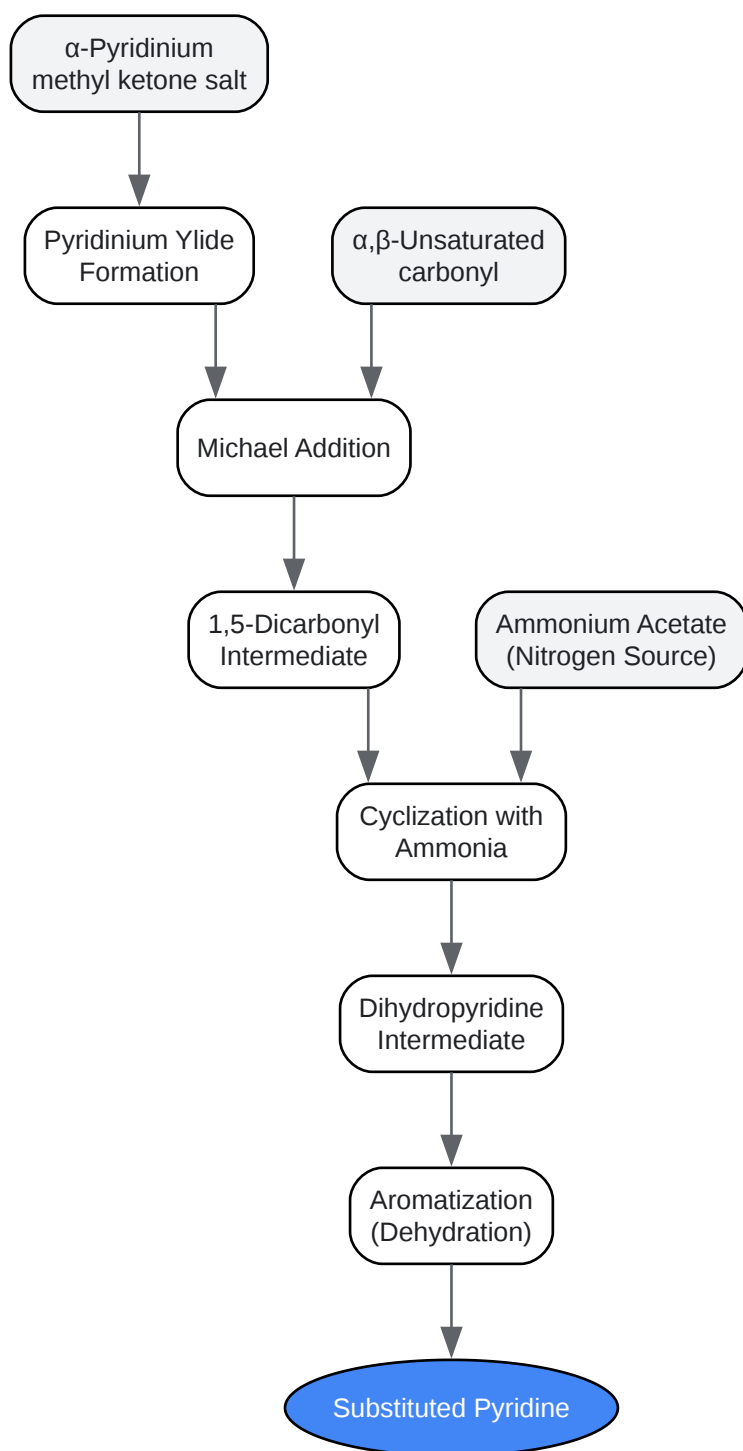 α-Pyridinium
methyl ketone salt
Pyridinium Ylide
Formation
α,β-Unsaturated
carbonyl
Michael Addition
1,5-Dicarbonyl
Intermediate
Ammonium Acetate
(Nitrogen Source)
Cyclization with
Ammonia
Dihydropyridine
Intermediate
Aromatization
(Dehydration)
Substituted Pyridine